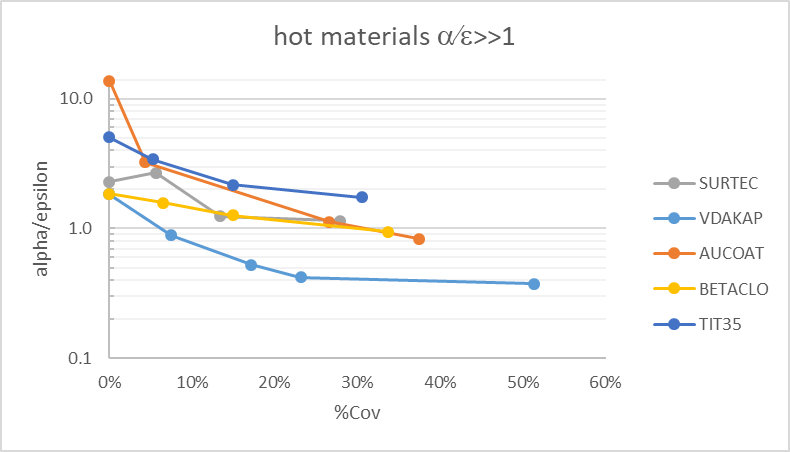 hot materials α/ε>>1
10.0
1.0
0.1
alpha/epsilon
0%
10%
20%
30%
40%
50%
60%
%Cov
SURTEC
VDAKAP
AUCOAT
BETACLO
TIT35